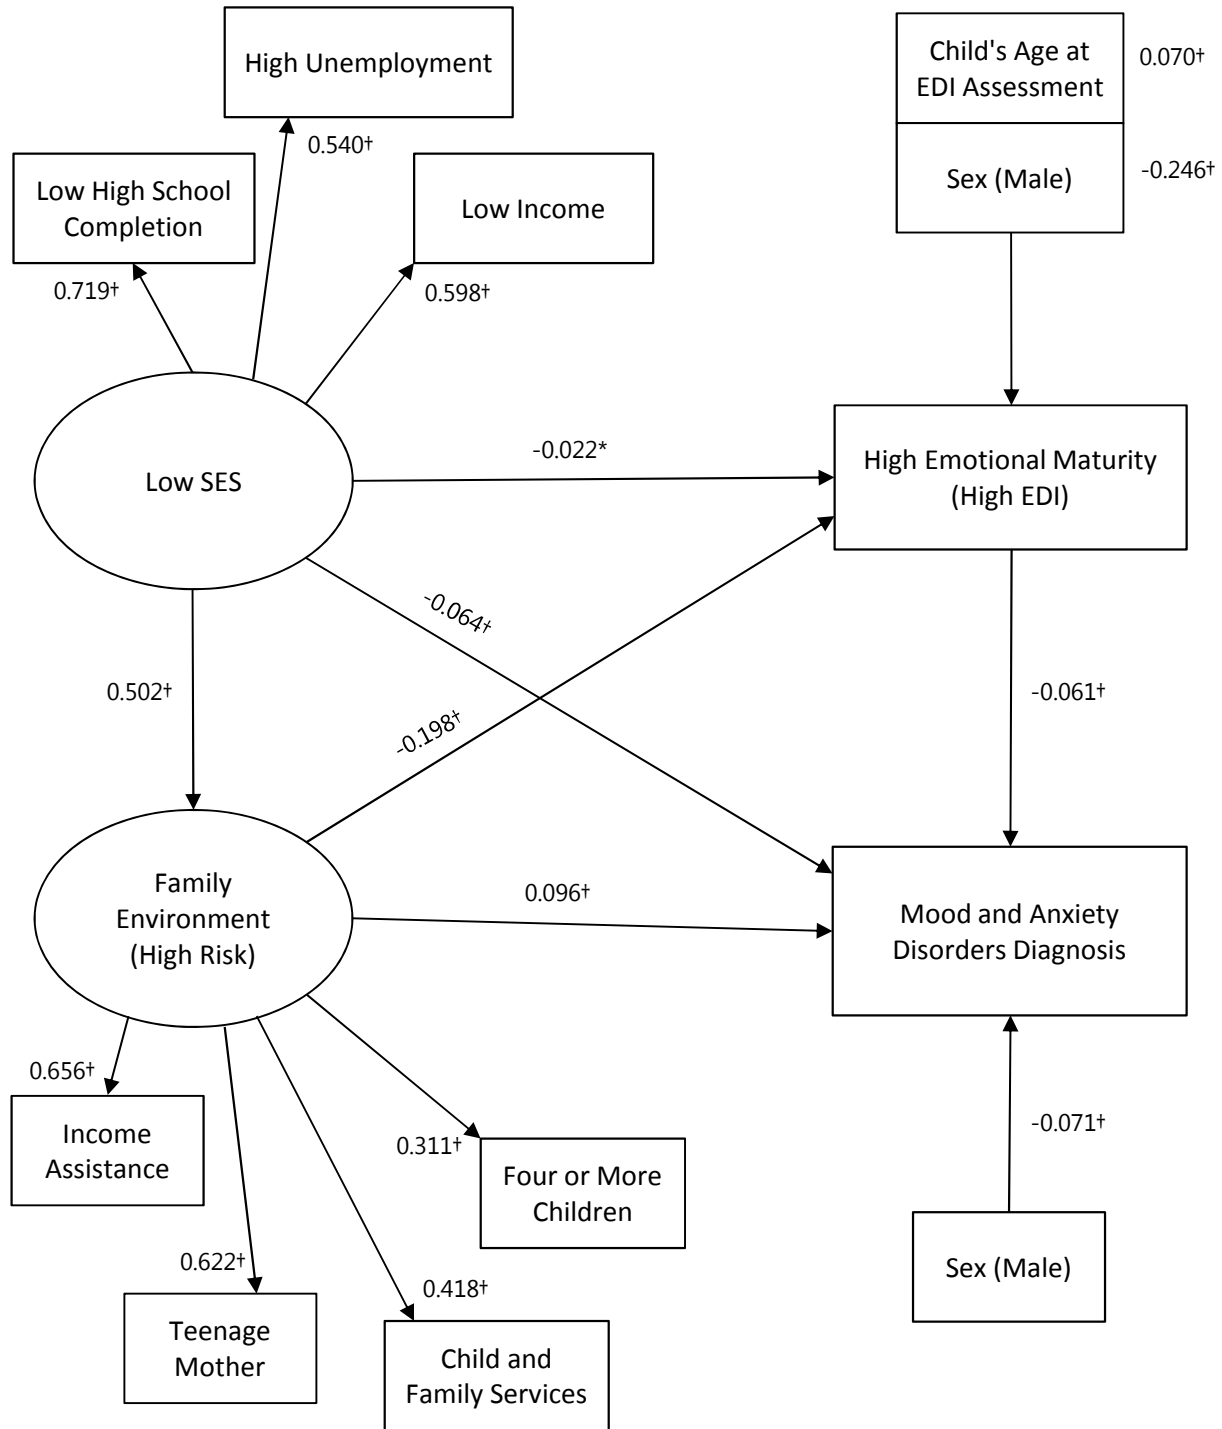 High Unemployment
Child's Age at
EDI Assessment
0.070†
0.540†
Low High School
Completion
Low Income
Sex (Male)
-0.246†
0.719†
0.598†
Low SES
-0.022*
High Emotional Maturity
(High EDI)
-0.064†
0.502†
-0.198†
-0.061†
Family
Environment
(High Risk)
0.096†
Mood and Anxiety
Disorders Diagnosis
0.656†
Income
Assistance
0.311†
Four or More
Children
-0.071†
0.622†
0.418†
Sex (Male)
Teenage
Mother
Child and
Family Services